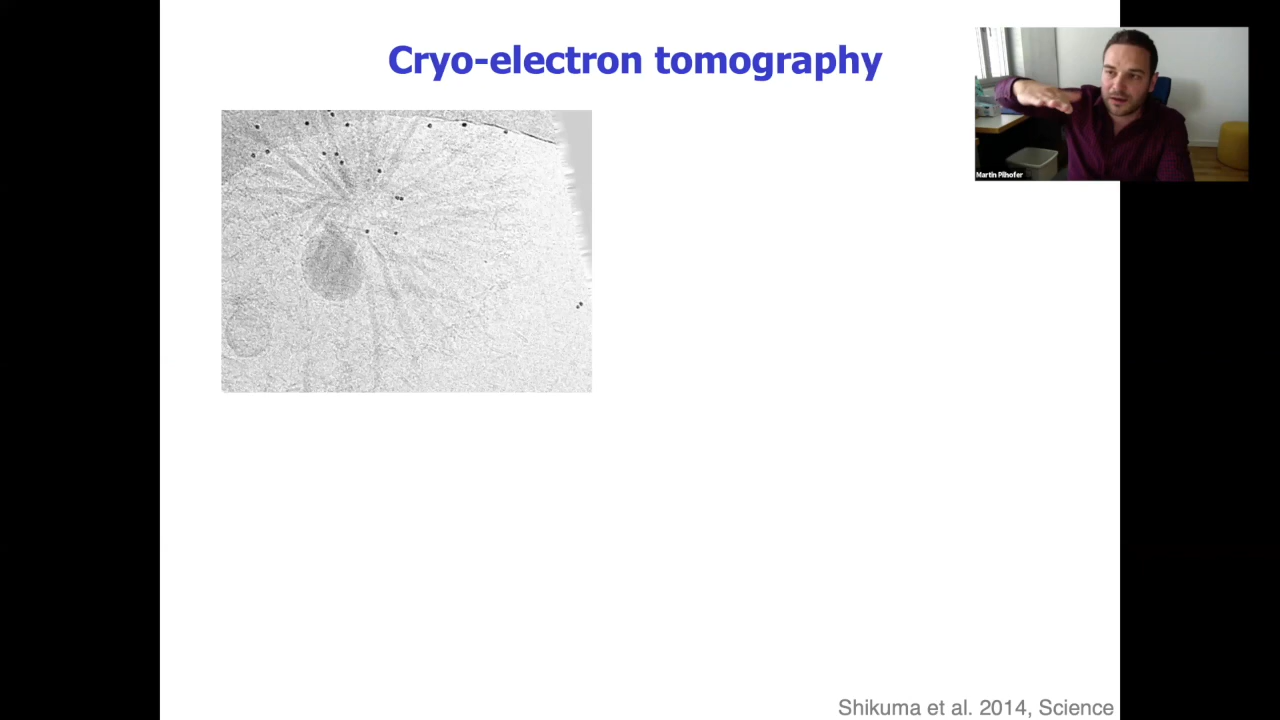 Cryo-electron tomography
Martin Pilhofer
Shikuma et al. 2014, Science